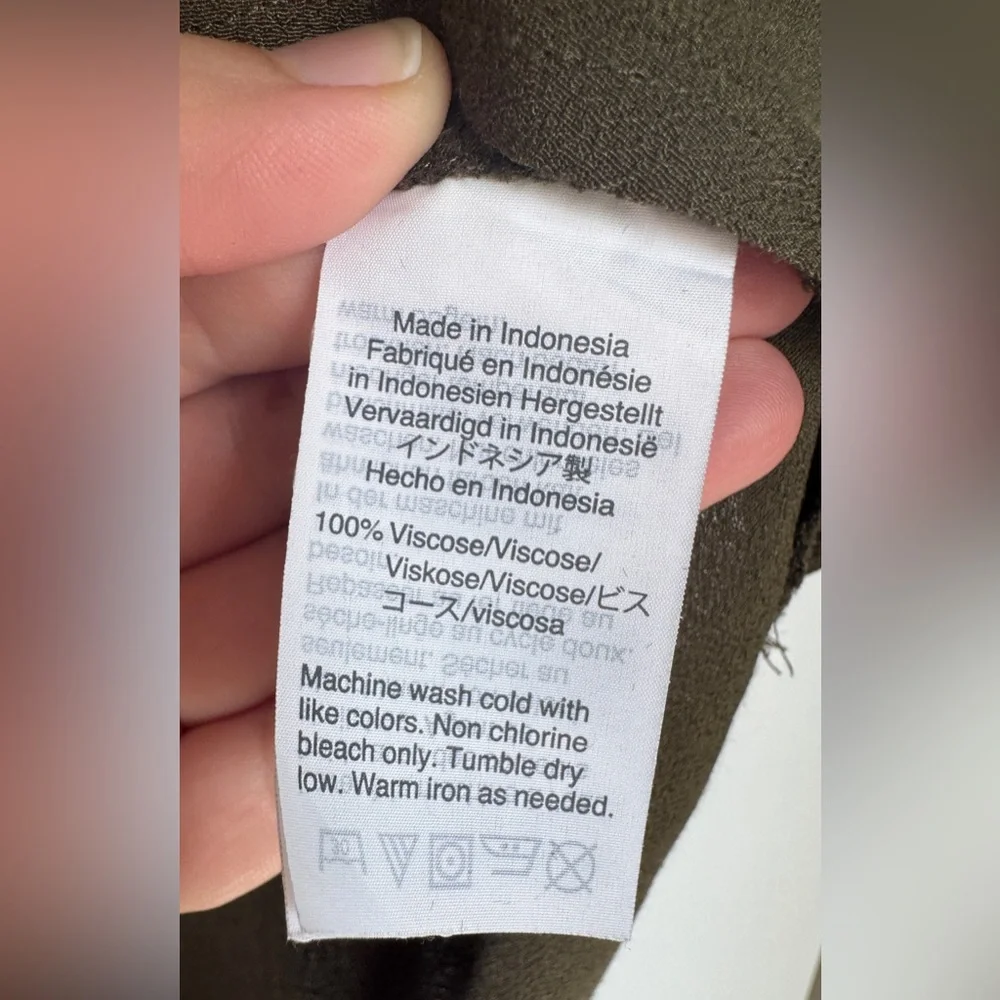 Made in Indonesia
Fabriqué en Indonésie
in Indonesien Hergestellt
Vervaardigd in Indonesië
インドネシア製
Hecho en Indonesia
100% Viscose/Viscose/
Viskose/Viscose/ビス
コース/viscosa
Machine wash cold with
like colors. Non chlorine
bleach only. Tumble dry
low. Warm iron as needed.
30